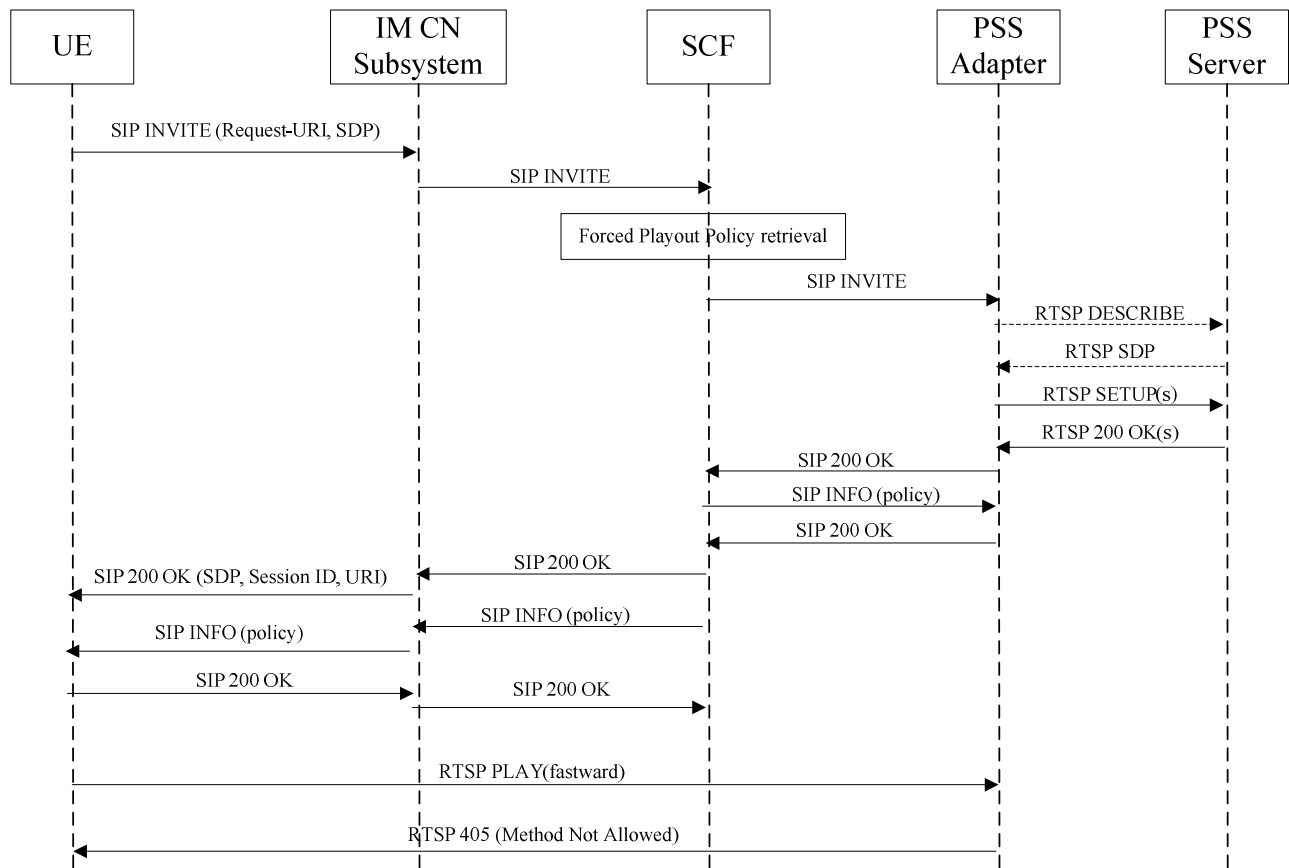 UE
IM CN
Subsystem
SCF
PSS
Adapter
PSS
Server
SIP INVITE (Request-URI, SDP)
SIP INVITE
Forced Playout Policy retrieval
SIP INVITE
RTSP DESCRIBE
RTSP SDP
RTSP SETUP(s)
RTSP 200 OK(s)
SIP 200 OK
SIP INFO (policy)
SIP 200 OK
SIP 200 OK
SIP 200 OK (SDP, Session ID, URI)
SIP INFO (policy)
SIP INFO (policy)
SIP 200 OK
SIP 200 OK
RTSP PLAY(fastward)
RTSP 405 (Method Not Allowed)